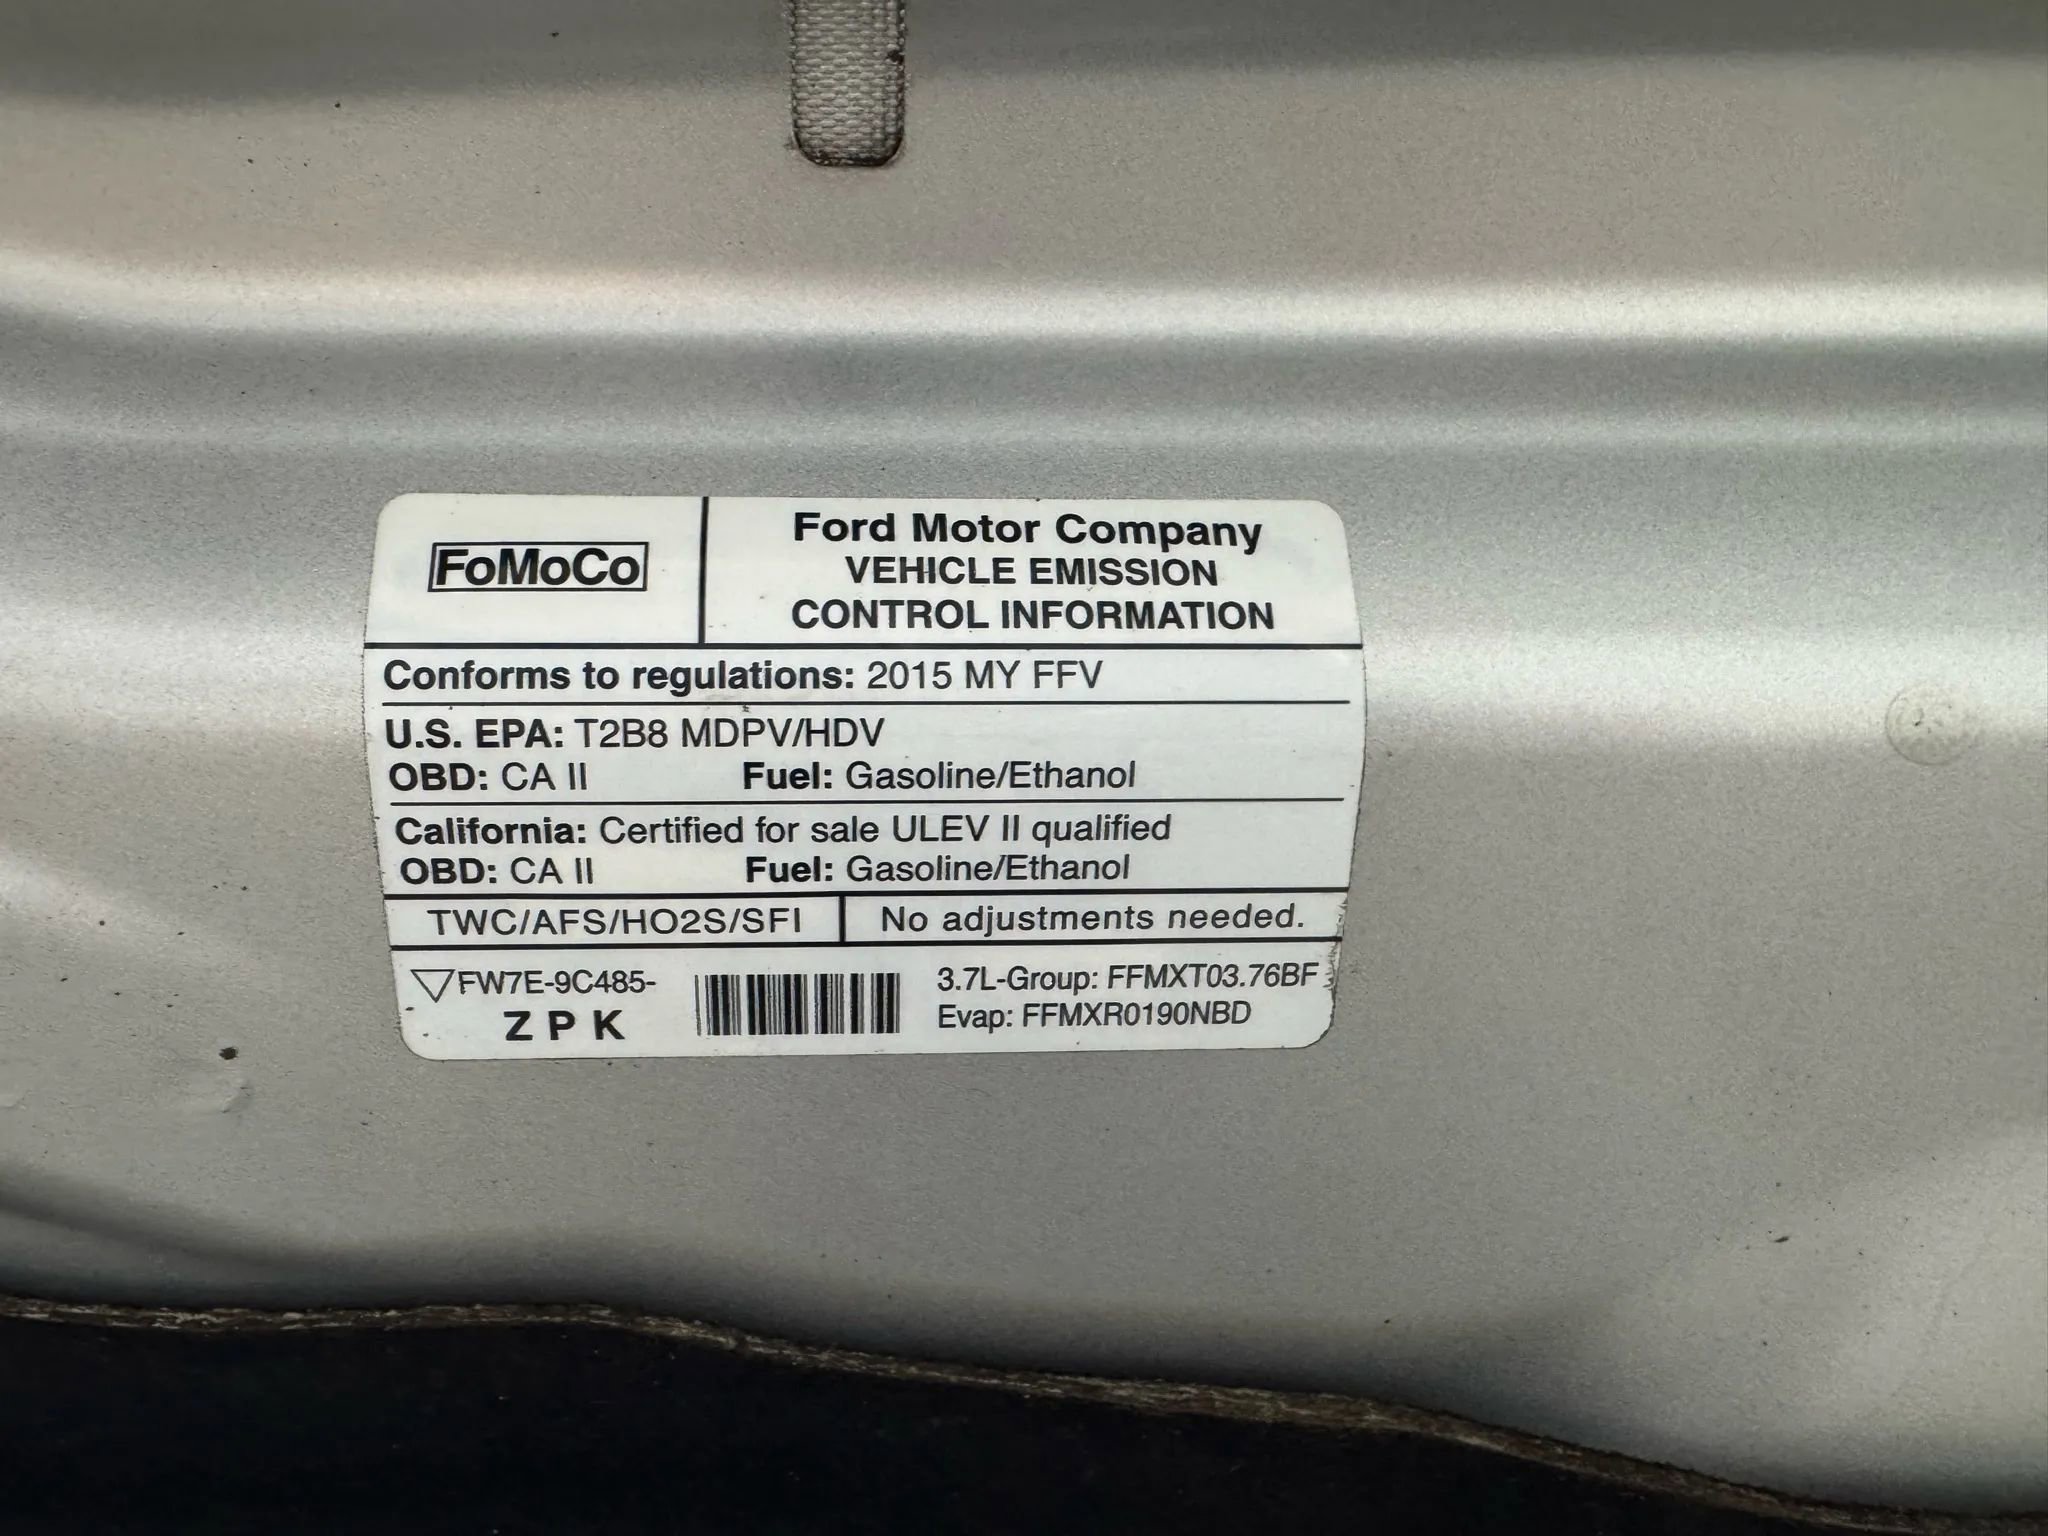 FoMoCo
Ford Motor Company
VEHICLE EMISSION
CONTROL INFORMATION
Conforms to regulations: 2015 MY FFV
U.S. EPA: T2B8 MDPV/HDV
OBD: CA II Fuel: Gasoline/Ethanol
California: Certified for sale ULEV II qualified
OBD: CA II Fuel: Gasoline/Ethanol
TWC/AFS/HO2S/SFI No adjustments needed.
FW7E-9C485-
Z P K
3.7L-Group: FFMXT03.76BF
Evap: FFMXR0190NBD